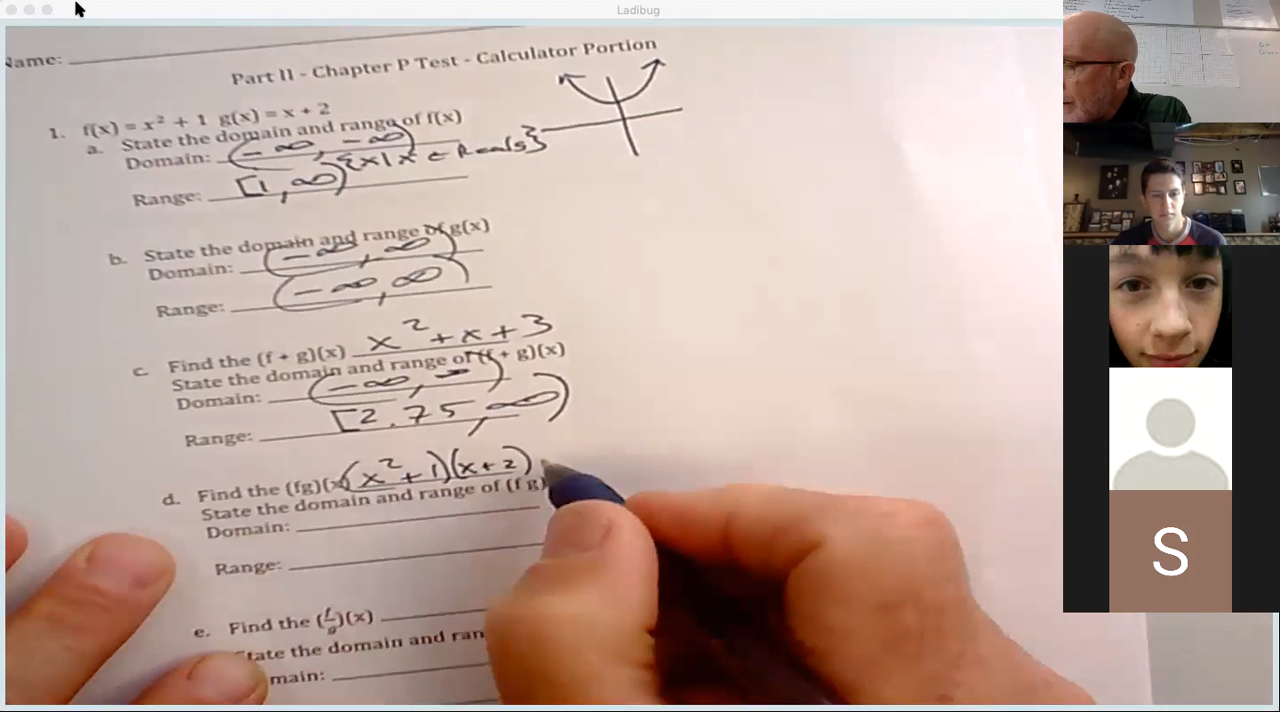 Ladibug
Name:
Part II - Chapter P Test - Calculator Portion
1. f(x) = x² + 1 g(x) = x + 2
a. State the domain and range of f(x)
Domain: (-∞, -∞)
{x|x ∈ Reals}
Range: [1, ∞)
b. State the domain and range of g(x)
Domain: (-∞, ∞)
Range: (-∞, ∞)
c. Find the (f + g)(x) x² + x + 3
State the domain and range of (f + g)(x)
Domain: (-∞,
Range: [2.75, ∞)
d. Find the (fg)(x) (x² + 1)(x + 2)
State the domain and range of (f g)
Domain:
Range:
e. Find the (f/g)(x)
State the domain and ran
main:
S